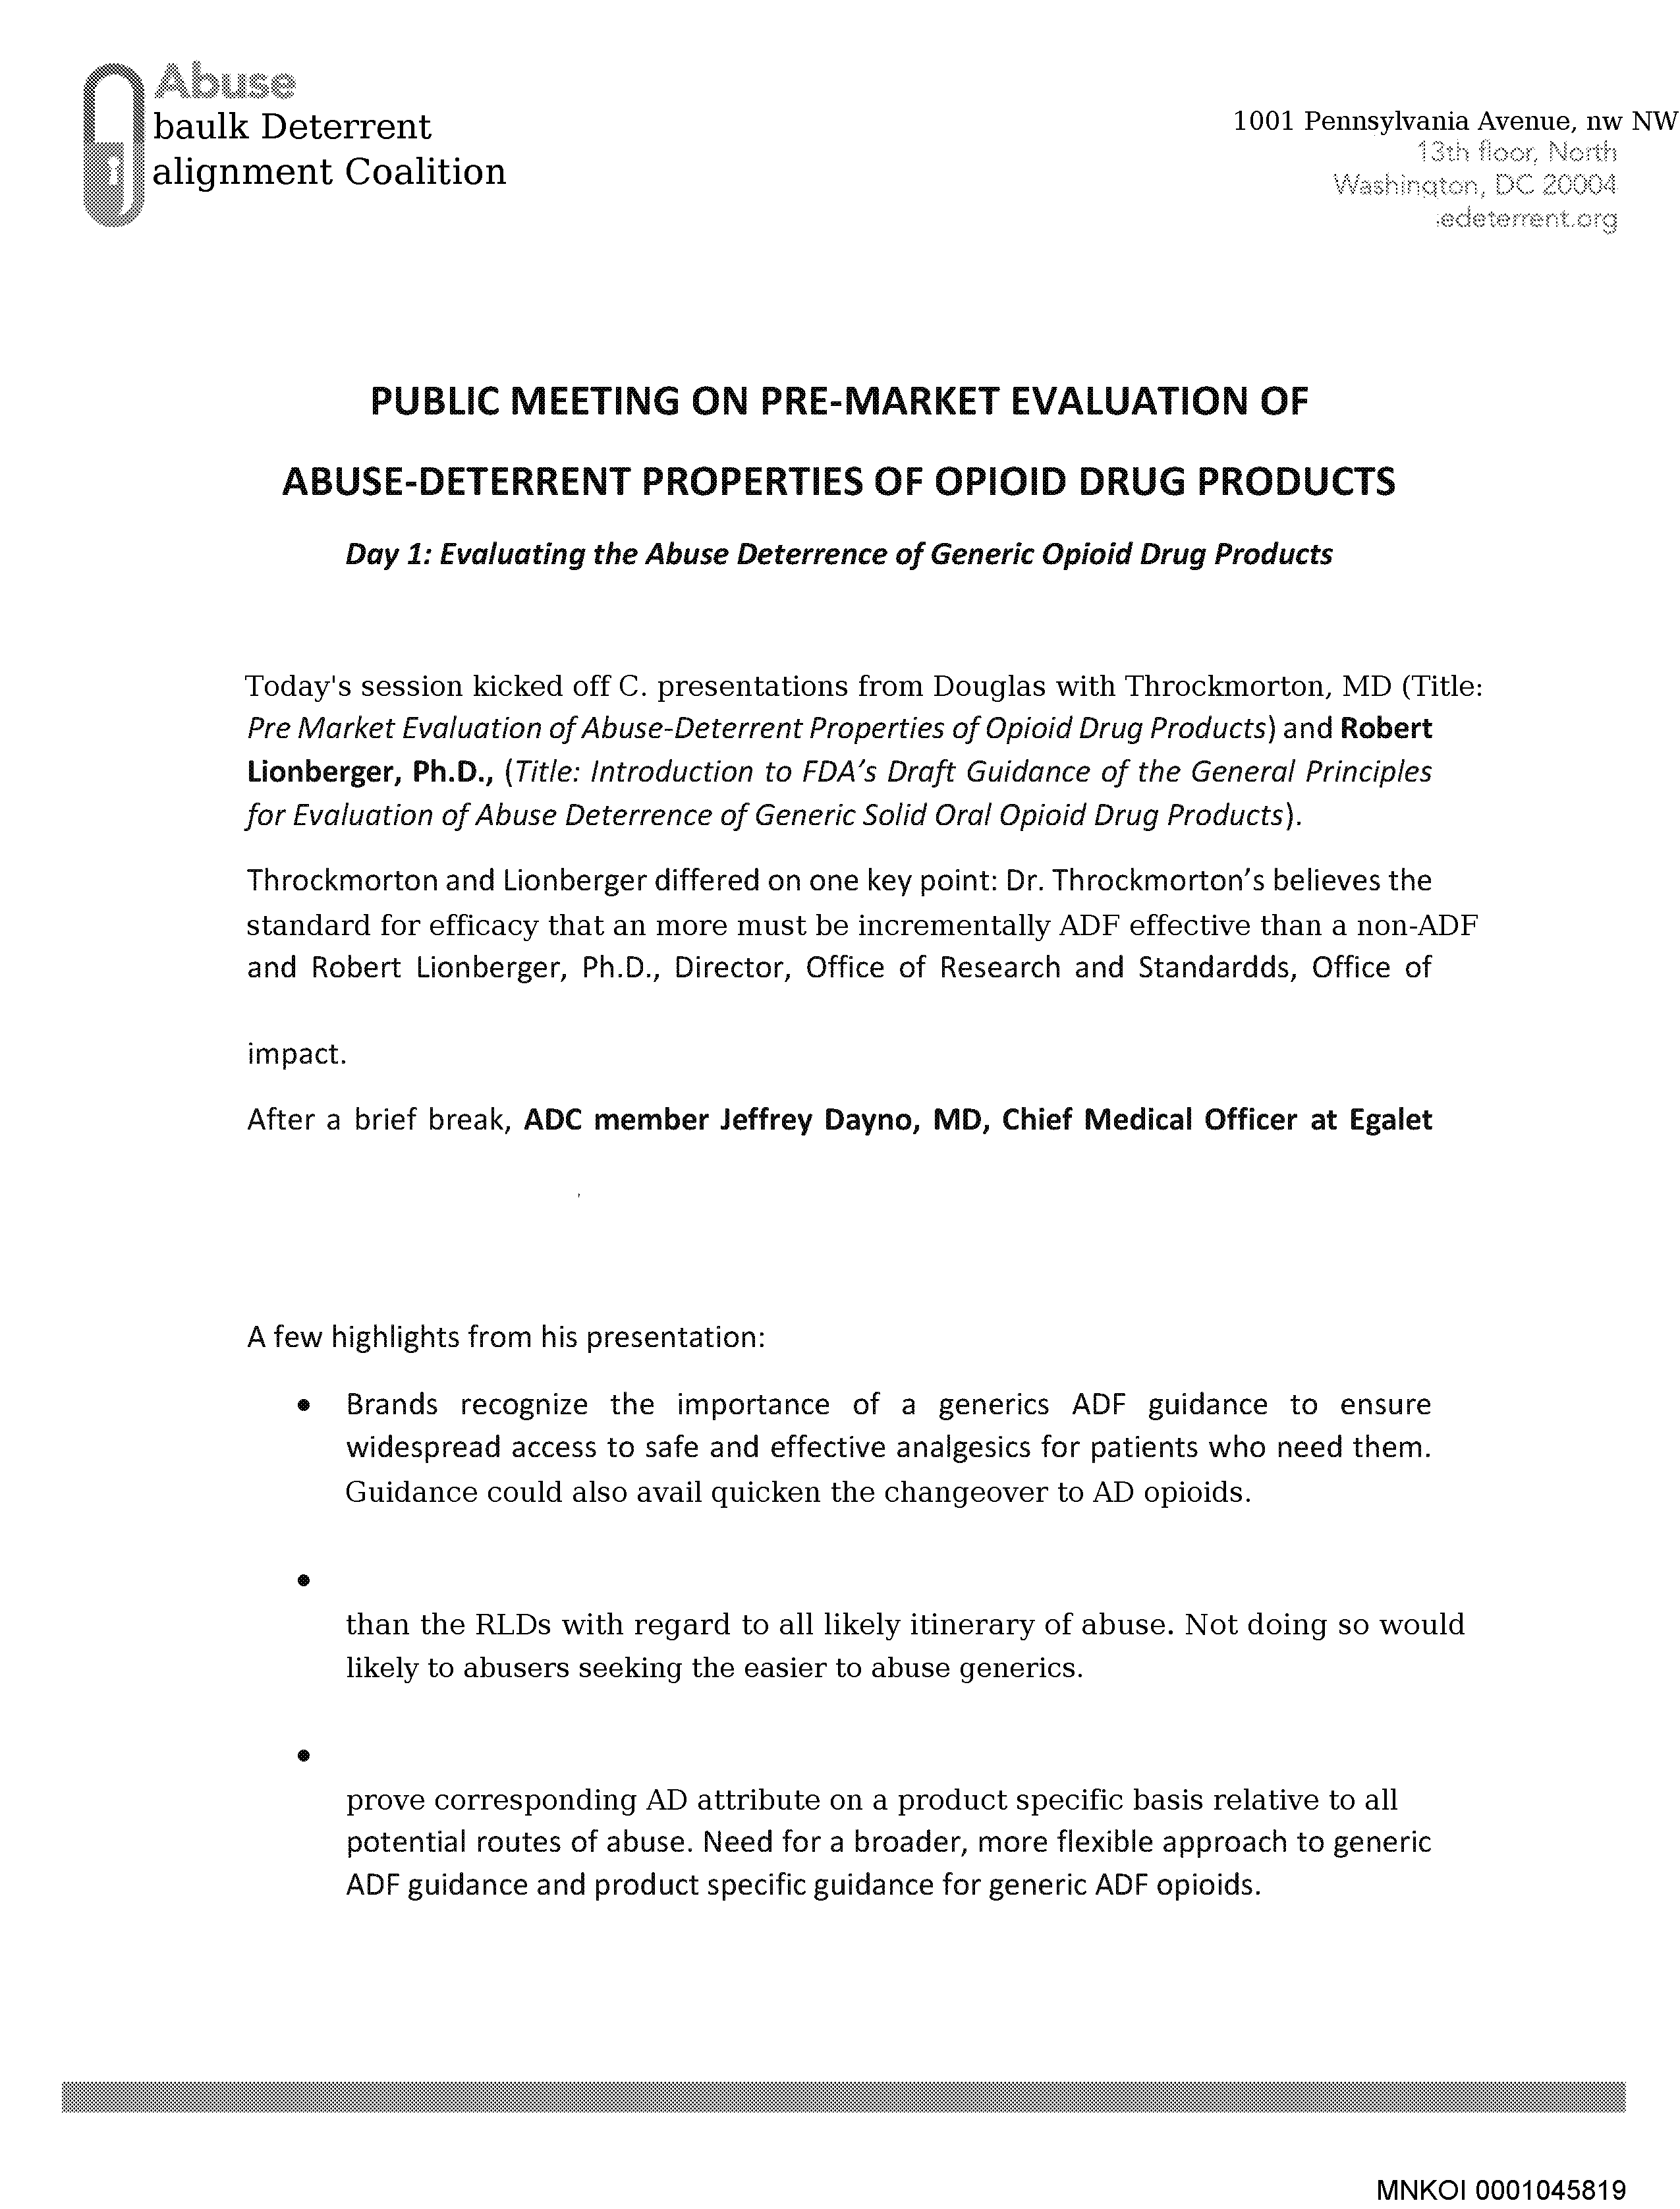 Abuse
baulk Deterrent
alignment Coalition
1001 Pennsylvania Avenue, nw NW
13th floor, North
Washington, DC 20004
edeterrent.org
PUBLIC MEETING ON PRE-MARKET EVALUATION OF
ABUSE-DETERRENT PROPERTIES OF OPIOID DRUG PRODUCTS
Day 1: Evaluating the Abuse Deterrence of Generic Opioid Drug Products
Today's session kicked off C. presentations from Douglas with Throckmorton, MD (Title:
Pre Market Evaluation of Abuse-Deterrent Properties of Opioid Drug Products) and Robert
Lionberger, Ph.D., (Title: Introduction to FDA's Draft Guidance of the General Principles
for Evaluation of Abuse Deterrence of Generic Solid Oral Opioid Drug Products).
Throckmorton and Lionberger differed on one key point: Dr. Throckmorton's believes the
standard for efficacy that an more must be incrementally ADF effective than a non-ADF
and Robert Lionberger, Ph.D., Director, Office of Research and Standardds, Office of
impact.
After a brief break, ADC member Jeffrey Dayno, MD, Chief Medical Officer at Egalet
A few highlights from his presentation:
• Brands recognize the importance of a generics ADF guidance to ensure
widespread access to safe and effective analgesics for patients who need them.
Guidance could also avail quicken the changeover to AD opioids.
•
than the RLDs with regard to all likely itinerary of abuse. Not doing so would
likely to abusers seeking the easier to abuse generics.
•
prove corresponding AD attribute on a product specific basis relative to all
potential routes of abuse. Need for a broader, more flexible approach to generic
ADF guidance and product specific guidance for generic ADF opioids.
MNKOI 0001045819